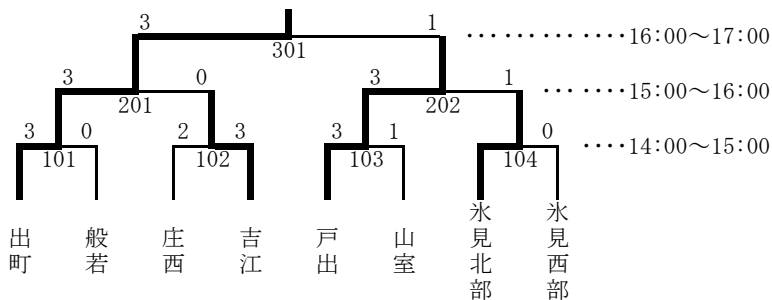 3 1
301 ‥‥‥‥‥‥‥‥16:00～17:00
3 0 3 1
201 202 ‥‥‥‥‥‥15:00～16:00
3 0 2 3 3 1 0
101 102 103 104 ‥‥‥14:00～15:00
出町
般若
庄西
吉江
戸出
山室
氷見北部
氷見西部